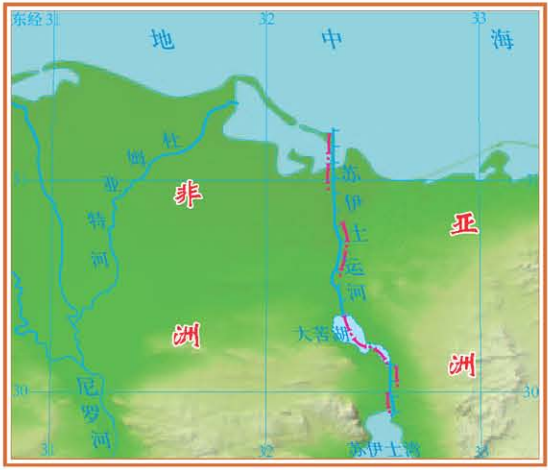 东经31 32 33
地中海
杜姆亚特河
苏伊士运河
非洲
亚洲
大苦湖
30 30
尼罗河
苏伊士湾
31 32 33